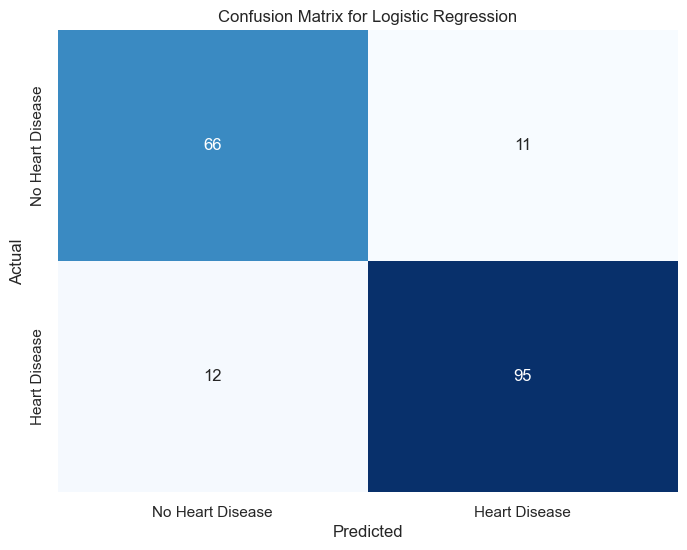 Confusion Matrix for Logistic Regression
No Heart Disease
66
11
Actual
Heart Disease
12
95
No Heart Disease
Heart Disease
Predicted